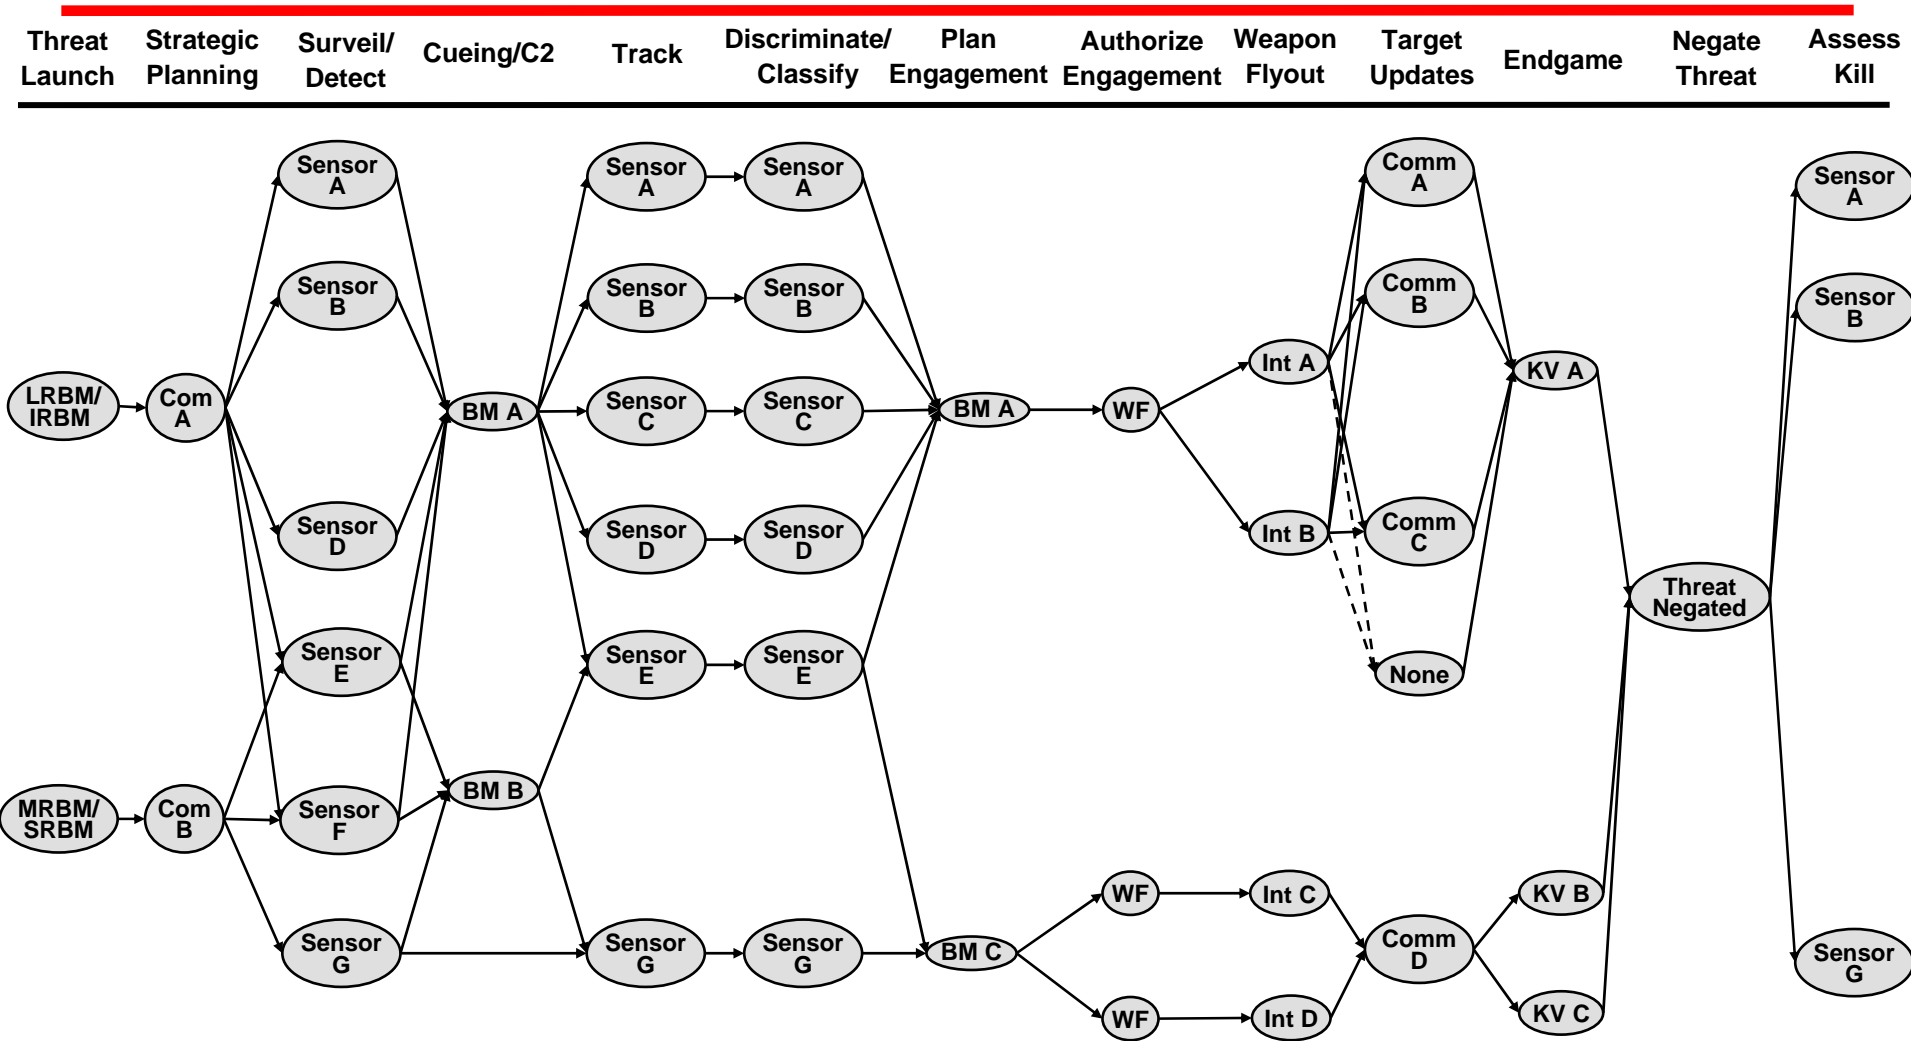 Threat
Launch
Strategic
Planning
Surveil/
Detect
Cueing/C2
Track
Discriminate/
Classify
Plan
Engagement
Authorize
Engagement
Weapon
Flyout
Target
Updates
Endgame
Negate
Threat
Assess
Kill
LRBM/
IRBM
MRBM/
SRBM
Com
A
Com
B
Sensor
A
Sensor
B
Sensor
D
Sensor
E
Sensor
F
Sensor
G
BM A
BM B
Sensor
A
Sensor
B
Sensor
C
Sensor
D
Sensor
E
Sensor
G
Sensor
A
Sensor
B
Sensor
C
Sensor
D
Sensor
E
Sensor
G
BM A
BM C
WF
WF
WF
Int A
Int B
Int C
Int D
Comm
A
Comm
B
Comm
C
None
Comm
D
KV A
KV B
KV C
Threat
Negated
Sensor
A
Sensor
B
Sensor
G